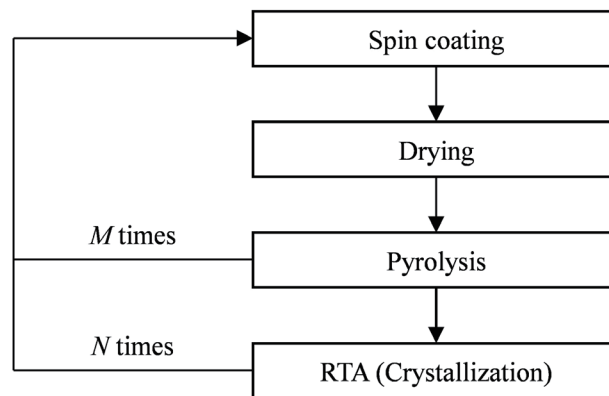 Spin coating
Drying
M times
Pyrolysis
N times
RTA (Crystallization)